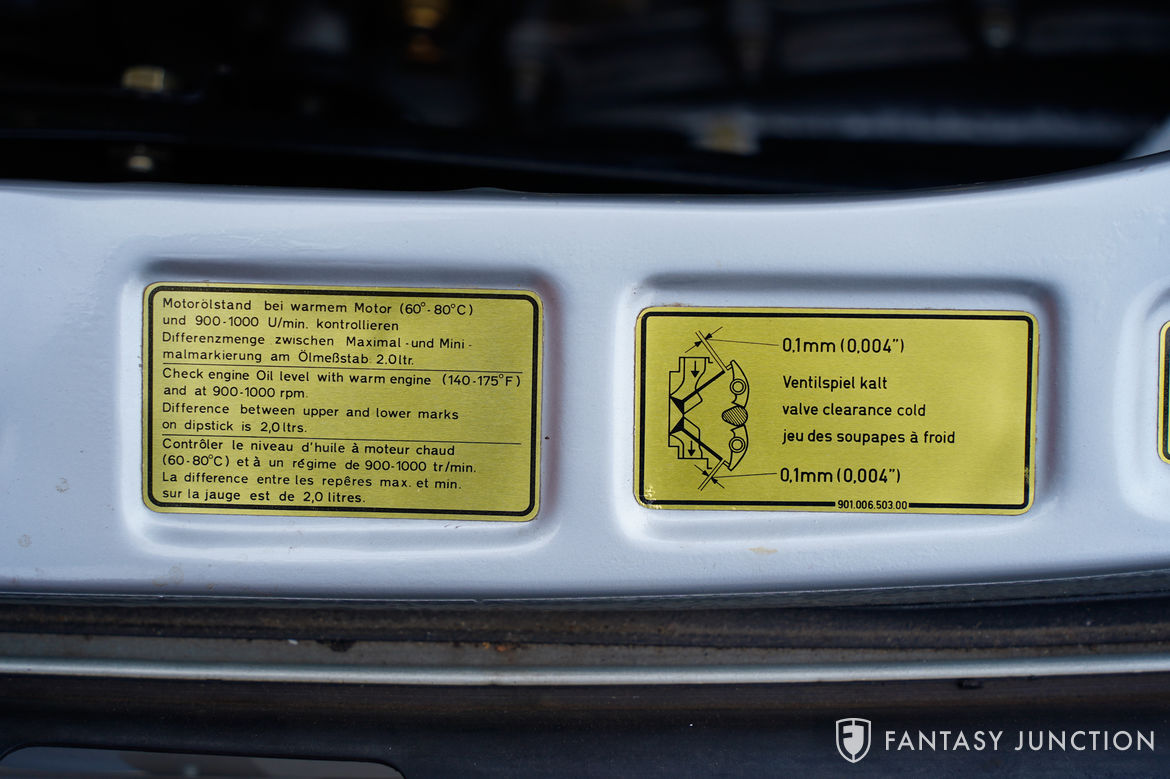 Motorölstand bei warmem Motor (60°-80°C)
und 900-1000 U/min. kontrollieren
Differenzmenge zwischen Maximal-und Mini-
malmarkierung am Ölmeßstab 2.0ltr.
Check engine Oil level with warm engine (140-175°F)
and at 900-1000 rpm.
Difference between upper and lower marks
on dipstick is 2,0ltrs.
Contrôler le niveau d'huile à moteur chaud
(60-80°C) et à un régime de 900-1000 tr/min.
La difference entre les repêres max. et min.
sur la jauge est de 2,0 litres.
0,1mm (0,004")
Ventilspiel kalt
valve clearance cold
jeu des soupapes à froid
0,1mm (0,004")
901.006.503.00
FANTASY JUNCTION